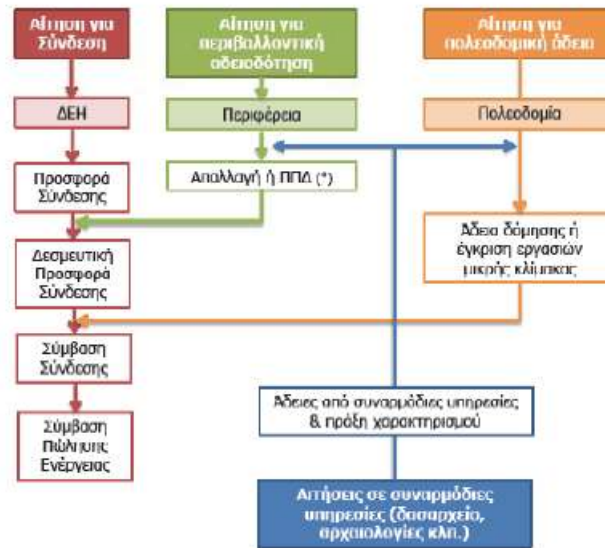 Αίτηση για
Σύνδεση
Αίτηση για
περιβαλλοντική
αδειοδότηση
Αίτηση για
πολεοδομική άδεια
ΔΕΗ
Περιφέρεια
Πολεοδομία
Προσφορά
Σύνδεσης
Απαλλαγή ή ΠΠΔ (*)
Δεσμευτική
Προσφορά
Σύνδεσης
Άδεια δόμησης ή
έγκριση εργασιών
μικρής κλίμακας
Σύμβαση
Σύνδεσης
Σύμβαση
Πώλησης
Ενέργειας
Άδειες από συναρμόδιες υπηρεσίες
& πράξη χαρακτηρισμού
Αιτήσεις σε συναρμόδιες
υπηρεσίες (δασαρχείο,
αρχαιολογίες κλπ.)